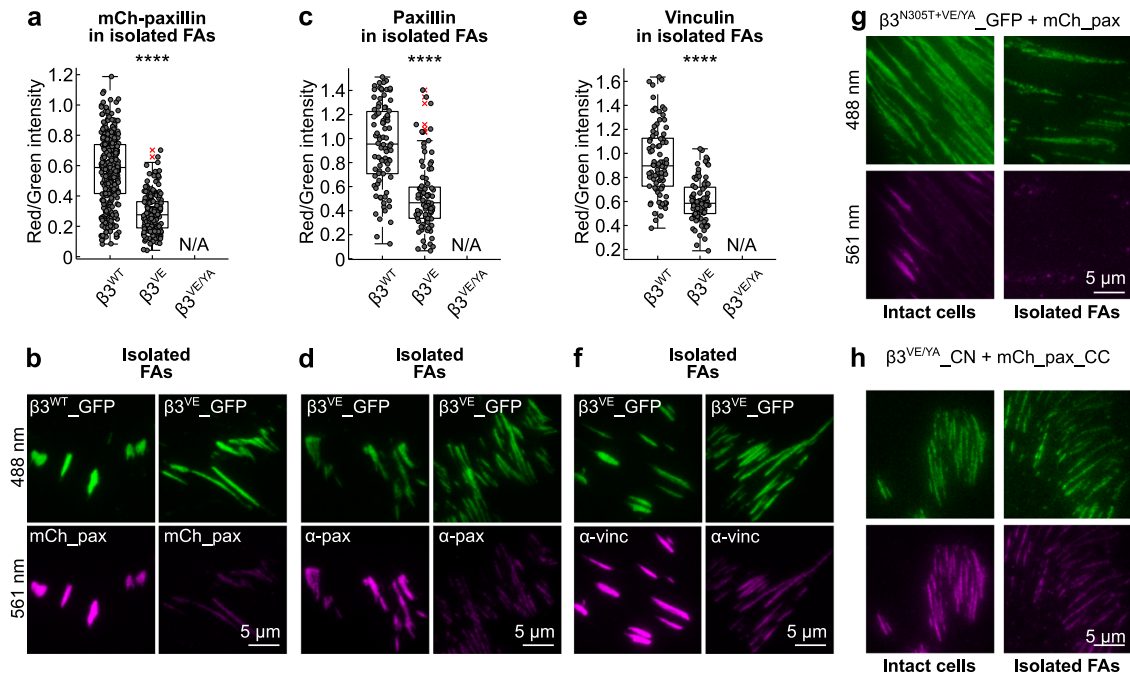 a
mCh-paxillin
in isolated FAs
****
Red/Green intensity
1.2
1.0
0.8
0.6
0.4
0.2
0
N/A
β3WT
β3VE
β3VE/YA
c
Paxillin
in isolated FAs
****
Red/Green intensity
1.5
1.2
1.0
0.8
0.5
0.2
0
N/A
β3WT
β3VE
β3VE/YA
e
Vinculin
in isolated FAs
****
Red/Green intensity
1.6
1.4
1.2
1.0
0.8
0.6
0.4
0.2
N/A
β3WT
β3VE
β3VE/YA
g
β3N305T+VE/YA_GFP + mCh_pax
488 nm
561 nm
5 μm
Intact cells
Isolated FAs
b
Isolated
FAs
488 nm
β3WT_GFP
β3VE_GFP
561 nm
mCh_pax
mCh_pax
5 μm
d
Isolated
FAs
β3VE_GFP
β3VE_GFP
α-pax
α-pax
5 μm
f
Isolated
FAs
β3VE_GFP
β3VE_GFP
α-vinc
α-vinc
5 μm
h
β3VE/YA_CN + mCh_pax_CC
488 nm
561 nm
5 μm
Intact cells
Isolated FAs